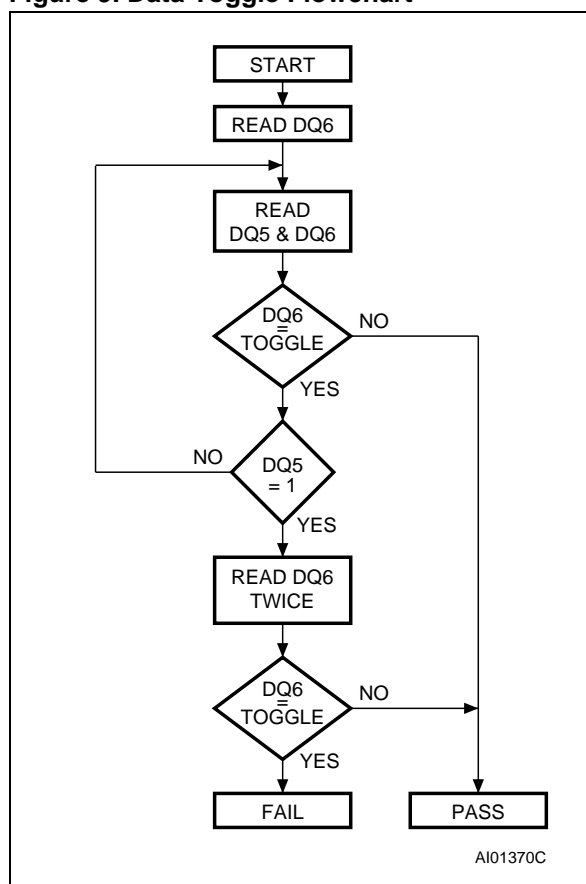 Figure 5. Data Toggle Flowchart
START
READ DQ6
READ
DQ5 & DQ6
DQ6
=
TOGGLE
NO
YES
NO
DQ5
= 1
YES
READ DQ6
TWICE
DQ6
=
TOGGLE
NO
YES
FAIL
PASS
AI01370C